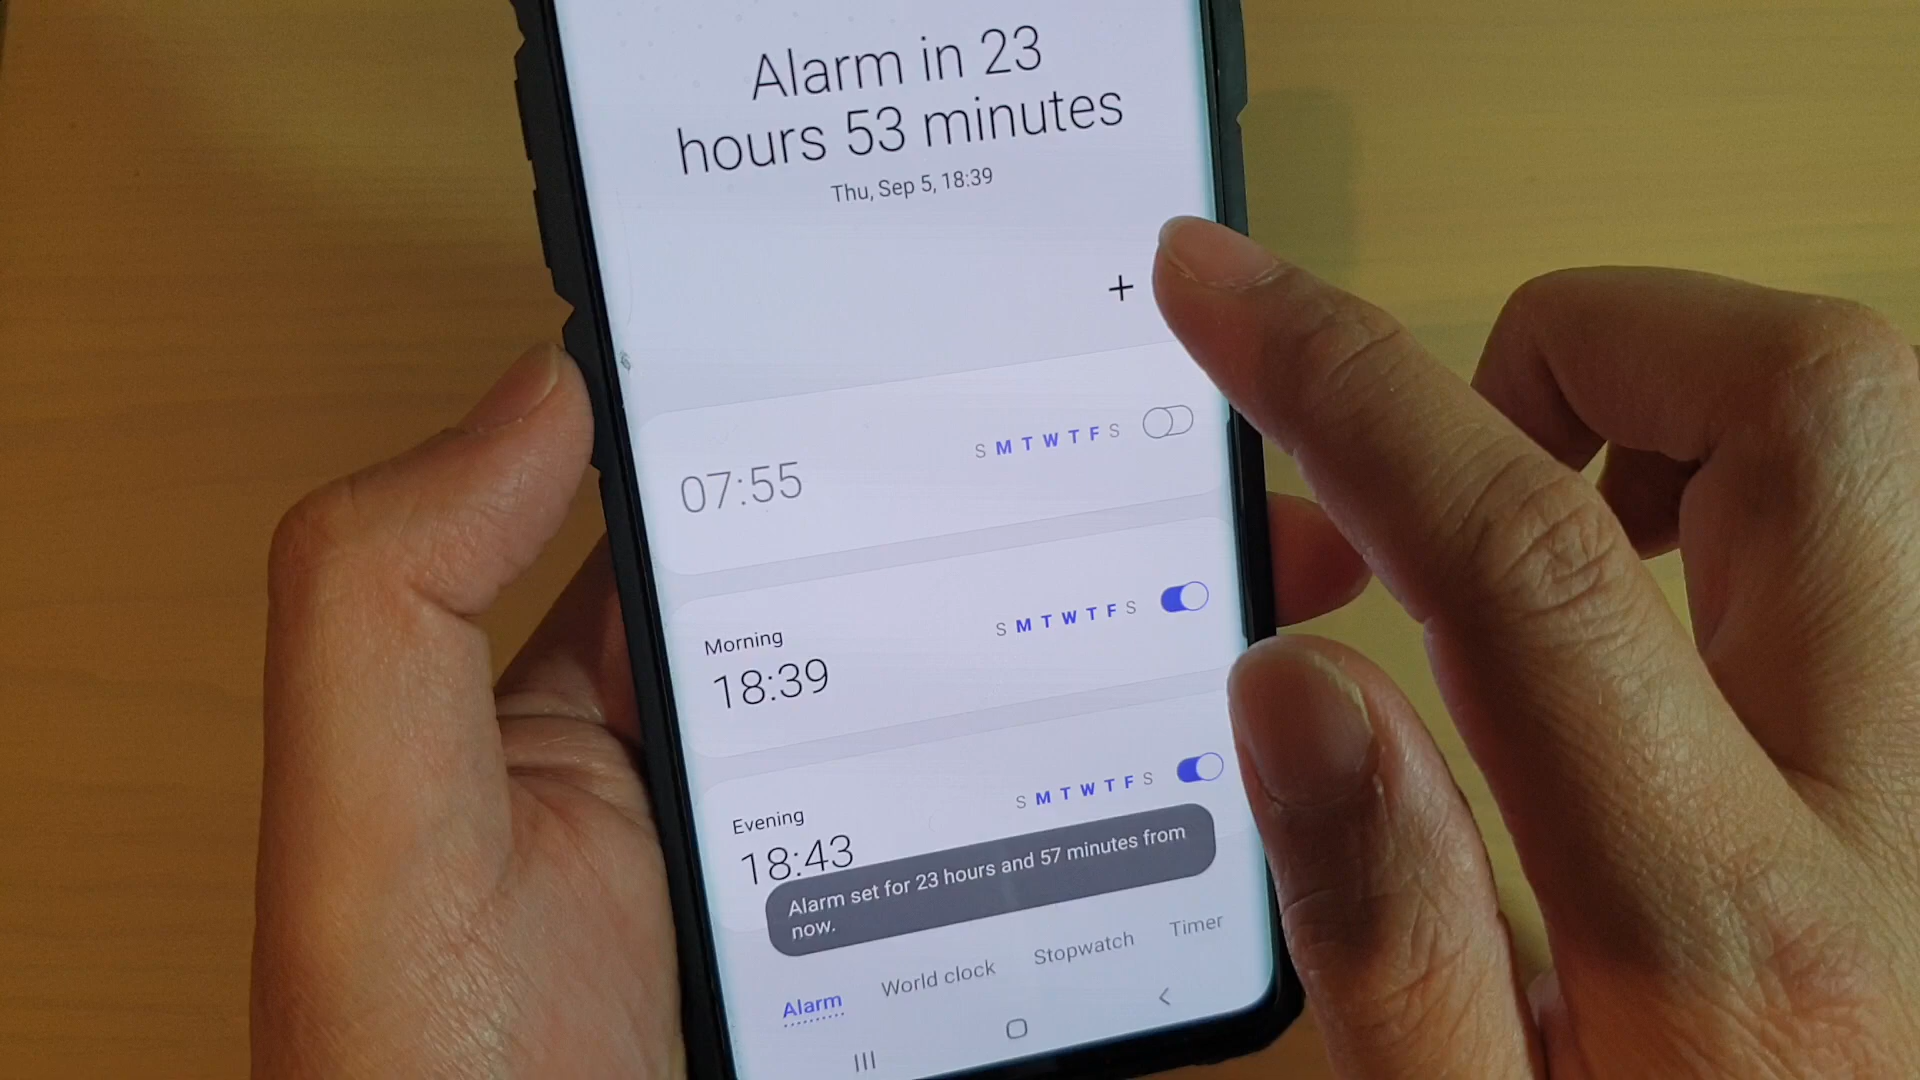 Alarm in 23
hours 53 minutes
Thu, Sep 5, 18:39
+
S M T W T F S
07:55
Morning
S M T W T F S
18:39
Evening
S M T W T F S
18:43
Alarm set for 23 hours and 57 minutes from
now.
Alarm World clock Stopwatch Timer